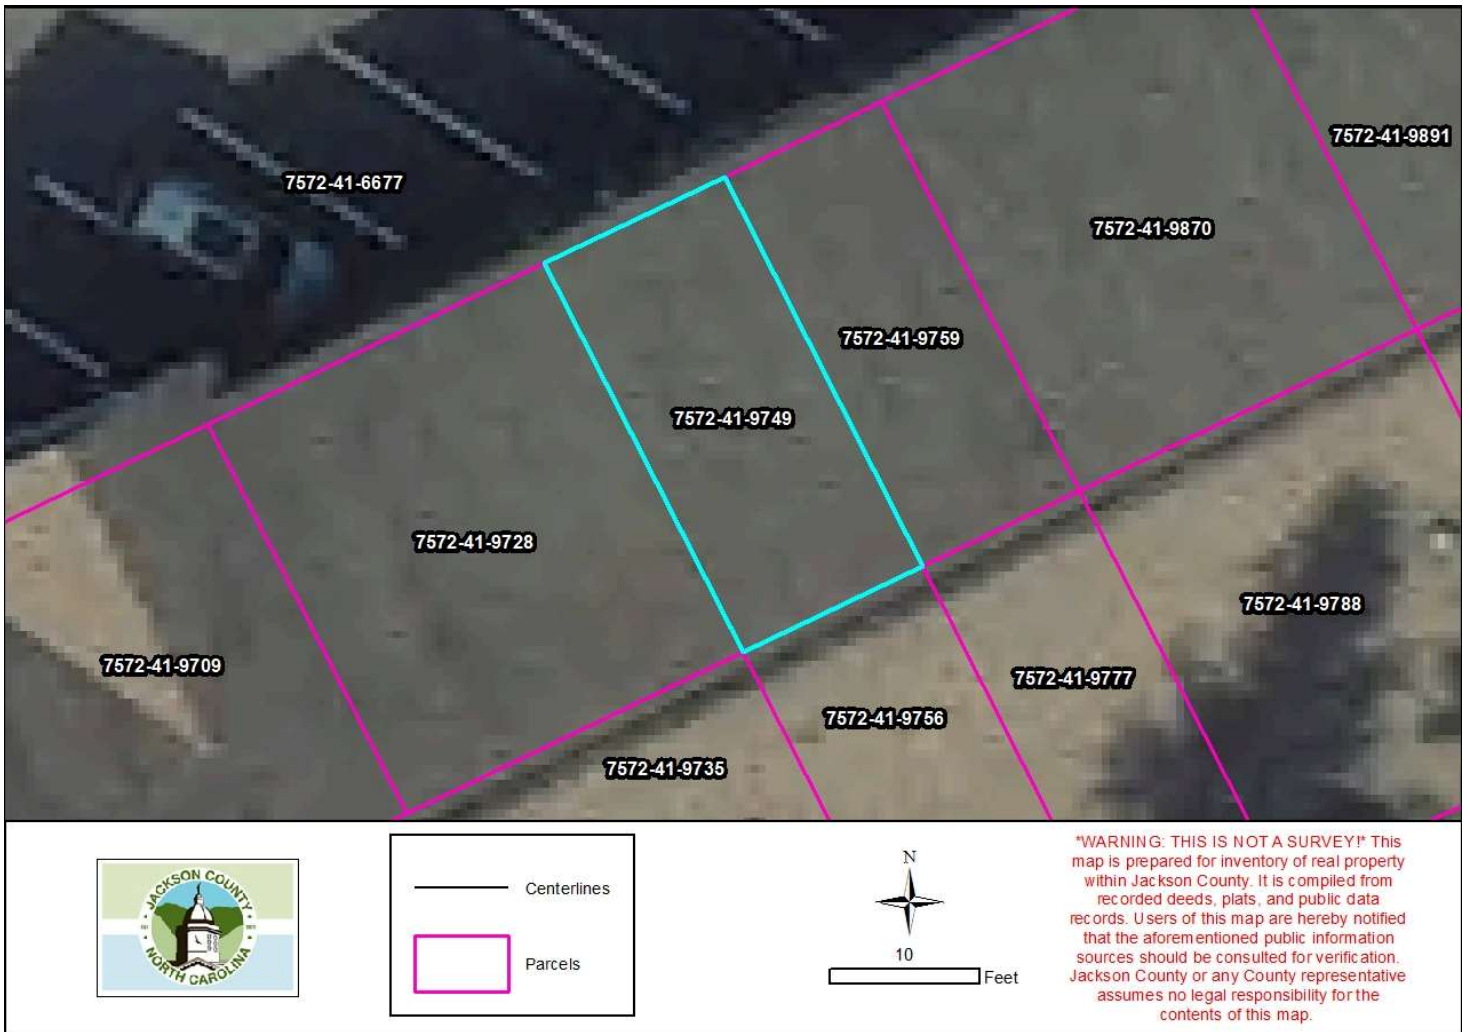 7572-41-9891
7572-41-6677
7572-41-9870
7572-41-9759
7572-41-9749
7572-41-9728
7572-41-9788
7572-41-9709
7572-41-9777
7572-41-9756
7572-41-9735
JACKSON COUNTY
NORTH CAROLINA
Centerlines
Parcels
N
10
Feet
*WARNING: THIS IS NOT A SURVEY!* This
map is prepared for inventory of real property
within Jackson County. It is compiled from
recorded deeds, plats, and public data
records. Users of this map are hereby notified
that the aforementioned public information
sources should be consulted for verification.
Jackson County or any County representative
assumes no legal responsibility for the
contents of this map.